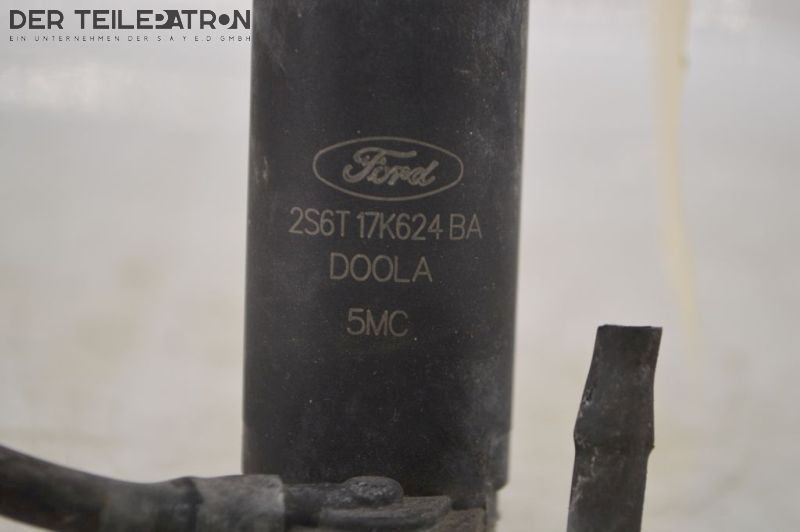 DER TEILEPATRON
EIN UNTERNEHMEN DER S A Y E.D GMBH
Ford
2S6T 17K624 BA
DOOLA
5MC